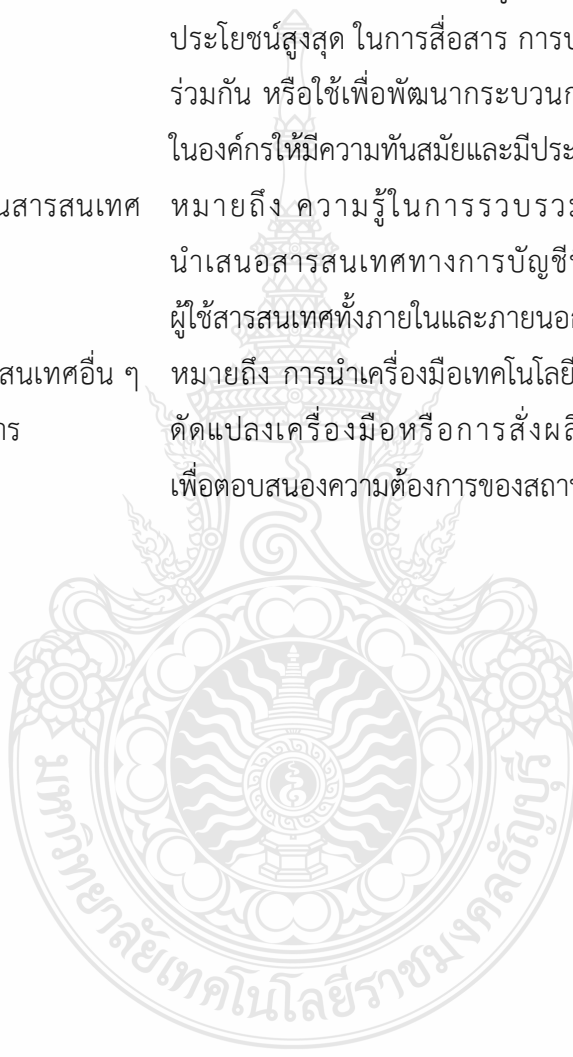 ประโยชน์สูงสุด ในการสื่อสาร การ
ร่วมกัน หรือใช้เพื่อพัฒนากระบวน
ในองค์กรให้มีความทันสมัยและมีประ
นสารสนเทศ หมายถึง ความรู้ในการรวบรวม
นำเสนอสารสนเทศทางการบัญชี
ผู้ใช้สารสนเทศทั้งภายในและภายนอก
สนเทศอื่น ๆ หมายถึง การนำเครื่องมือเทคโนโลยี
าร ดัดแปลงเครื่องมือหรือการสั่งผลิ
เพื่อตอบสนองความต้องการของสถา
มหาวิทยาลัยเทคโนโลยีราชมงคลธัญบุรี